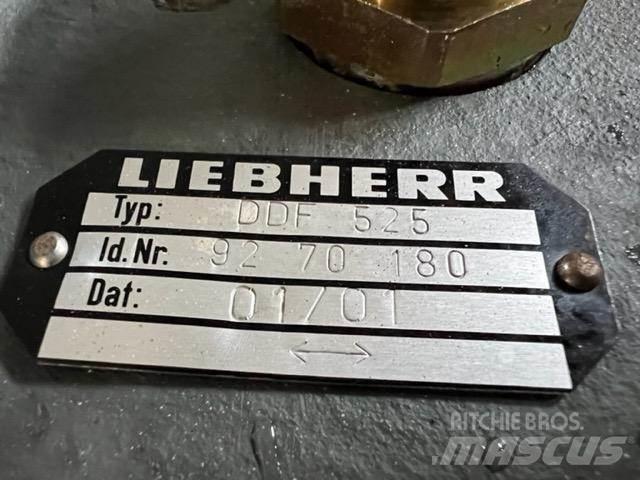 LIEBHERR
Typ: DDF 525
Id.Nr. 92 70 180
Dat: 01/01
RITCHIE BROS.
MASCUS